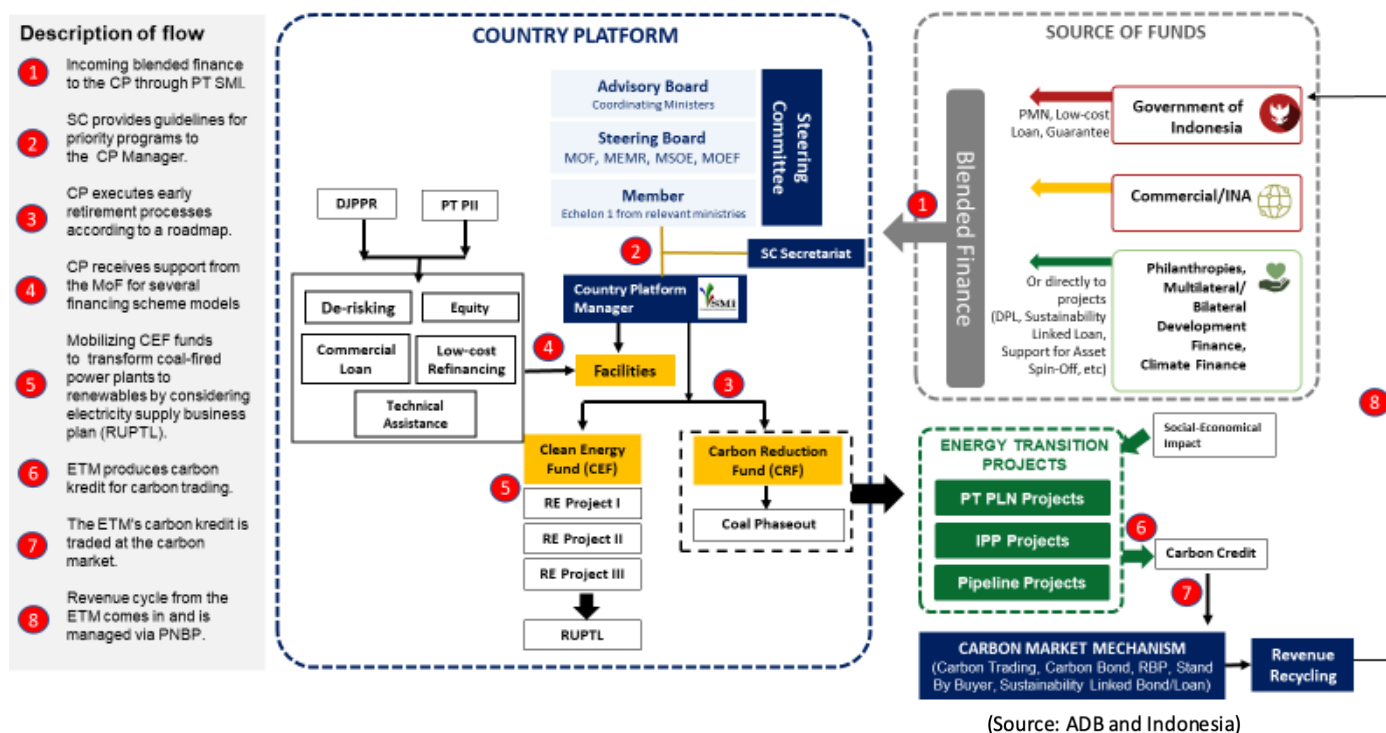 Description of flow
1
Incoming blended finance
to the CP through PT SMI.
2
SC provides guidelines for
priority programs to
the CP Manager.
3
CP executes early
retirement processes
according to a roadmap.
4
CP receives support from
the MoF for several
financing scheme models
5
Mobilizing CEF funds
to transform coal-fired
power plants to
renewables by considering
electricity supply business
plan (RUPTL).
6
ETM produces carbon
kredit for carbon trading.
7
The ETM's carbon kredit is
traded at the carbon
market.
8
Revenue cycle from the
ETM comes in and is
managed via PNBP.
COUNTRY PLATFORM
Advisory Board
Coordinating Ministers
Steering Board
MOF, MEMR, MSOE, MOEF
Member
Echelon 1 from relevant ministries
Steering
Committee
2
SC Secretariat
DJPPR
PT PII
De-risking
Equity
Commercial
Loan
Low-cost
Refinancing
Technical
Assistance
Country Platform
Manager
SMI
4
Facilities
3
Clean Energy
Fund (CEF)
5
RE Project I
RE Project II
RE Project III
RUPTL
Carbon Reduction
Fund (CRF)
Coal Phaseout
SOURCE OF FUNDS
1
Blended Finance
PMN, Low-cost
Loan, Guarantee
Government of
Indonesia
Commercial/INA
Or directly to
projects
(DPL, Sustainability
Linked Loan,
Support for Asset
Spin-Off, etc)
Philanthropies,
Multilateral/
Bilateral
Development
Finance,
Climate Finance
8
ENERGY TRANSITION
PROJECTS
Social-Economical
Impact
PT PLN Projects
IPP Projects
Pipeline Projects
6
Carbon Credit
7
CARBON MARKET MECHANISM
(Carbon Trading, Carbon Bond, RBP, Stand
By Buyer, Sustainability Linked Bond/Loan)
Revenue
Recycling
(Source: ADB and Indonesia)